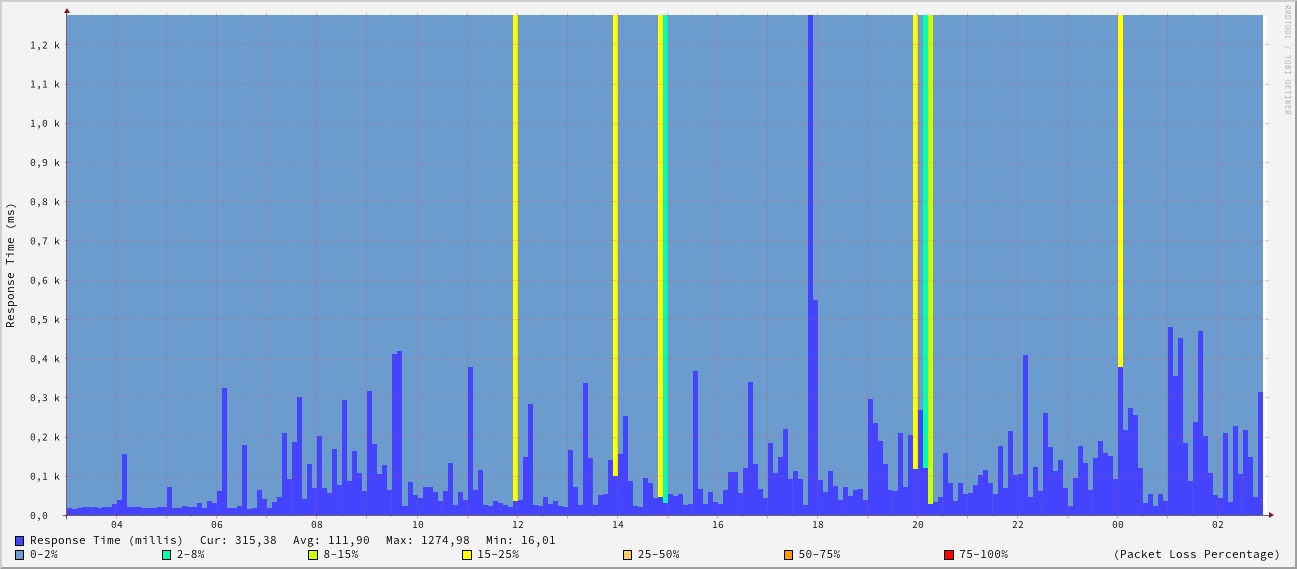 RRDTOOL / TOBI OETIKER
Response Time (ms)
1,2 k
1,1 k
1,0 k
0,9 k
0,8 k
0,7 k
0,6 k
0,5 k
0,4 k
0,3 k
0,2 k
0,1 k
0,0
04 06 08 10 12 14 16 18 20 22 00 02
Response Time (millis) Cur: 315,38 Avg: 111,90 Max: 1274,98 Min: 16,01
0-2% 2-8% 8-15% 15-25% 25-50% 50-75% 75-100% (Packet Loss Percentage)